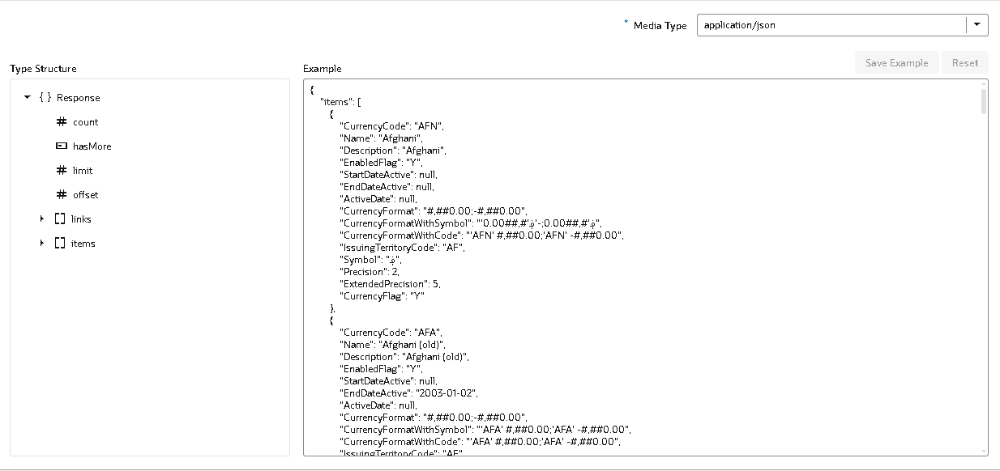 * Media Type application/json
Save Example Reset
Type Structure
Response
count
hasMore
limit
offset
links
items
Example
{
"items": [
{
"CurrencyCode": "AFN",
"Name": "Afghani",
"Description": "Afghani",
"EnabledFlag": "Y",
"StartDateActive": null,
"EndDateActive": null,
"ActiveDate": null,
"CurrencyFormat": "#,##0.00;-#,##0.00",
"CurrencyFormatWithSymbol": "'؋'#,##0.00;-'؋'#,##0.00",
"CurrencyFormatWithCode": "'AFN' #,##0.00;'AFN' -#,##0.00",
"IssuingTerritoryCode": "AF",
"Symbol": "؋",
"Precision": 2,
"ExtendedPrecision": 5,
"CurrencyFlag": "Y"
},
{
"CurrencyCode": "AFA",
"Name": "Afghani (old)",
"Description": "Afghani (old)",
"EnabledFlag": "Y",
"StartDateActive": null,
"EndDateActive": "2003-01-02",
"ActiveDate": null,
"CurrencyFormat": "#,##0.00;-#,##0.00",
"CurrencyFormatWithSymbol": "'AFA' #,##0.00;'AFA' -#,##0.00",
"CurrencyFormatWithCode": "'AFA' #,##0.00;'AFA' -#,##0.00",
"IssuingTerritoryCode": "AF"